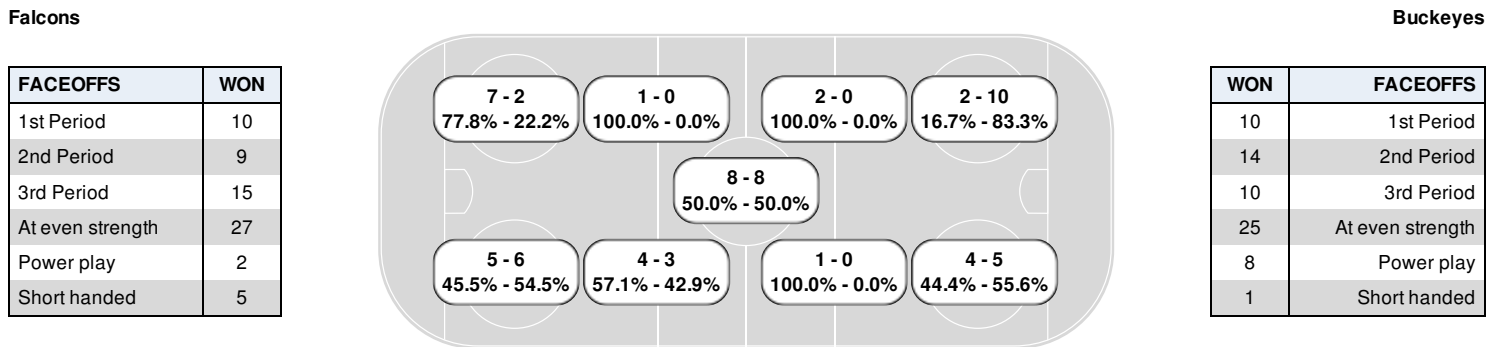 Falcons
Buckeyes
FACEOFFS WON
1st Period 10
2nd Period 9
3rd Period 15
At even strength 27
Power play 2
Short handed 5
7 - 2
77.8% - 22.2%
1 - 0
100.0% - 0.0%
2 - 0
100.0% - 0.0%
2 - 10
16.7% - 83.3%
8 - 8
50.0% - 50.0%
5 - 6
45.5% - 54.5%
4 - 3
57.1% - 42.9%
1 - 0
100.0% - 0.0%
4 - 5
44.4% - 55.6%
WON FACEOFFS
10 1st Period
14 2nd Period
10 3rd Period
25 At even strength
8 Power play
1 Short handed